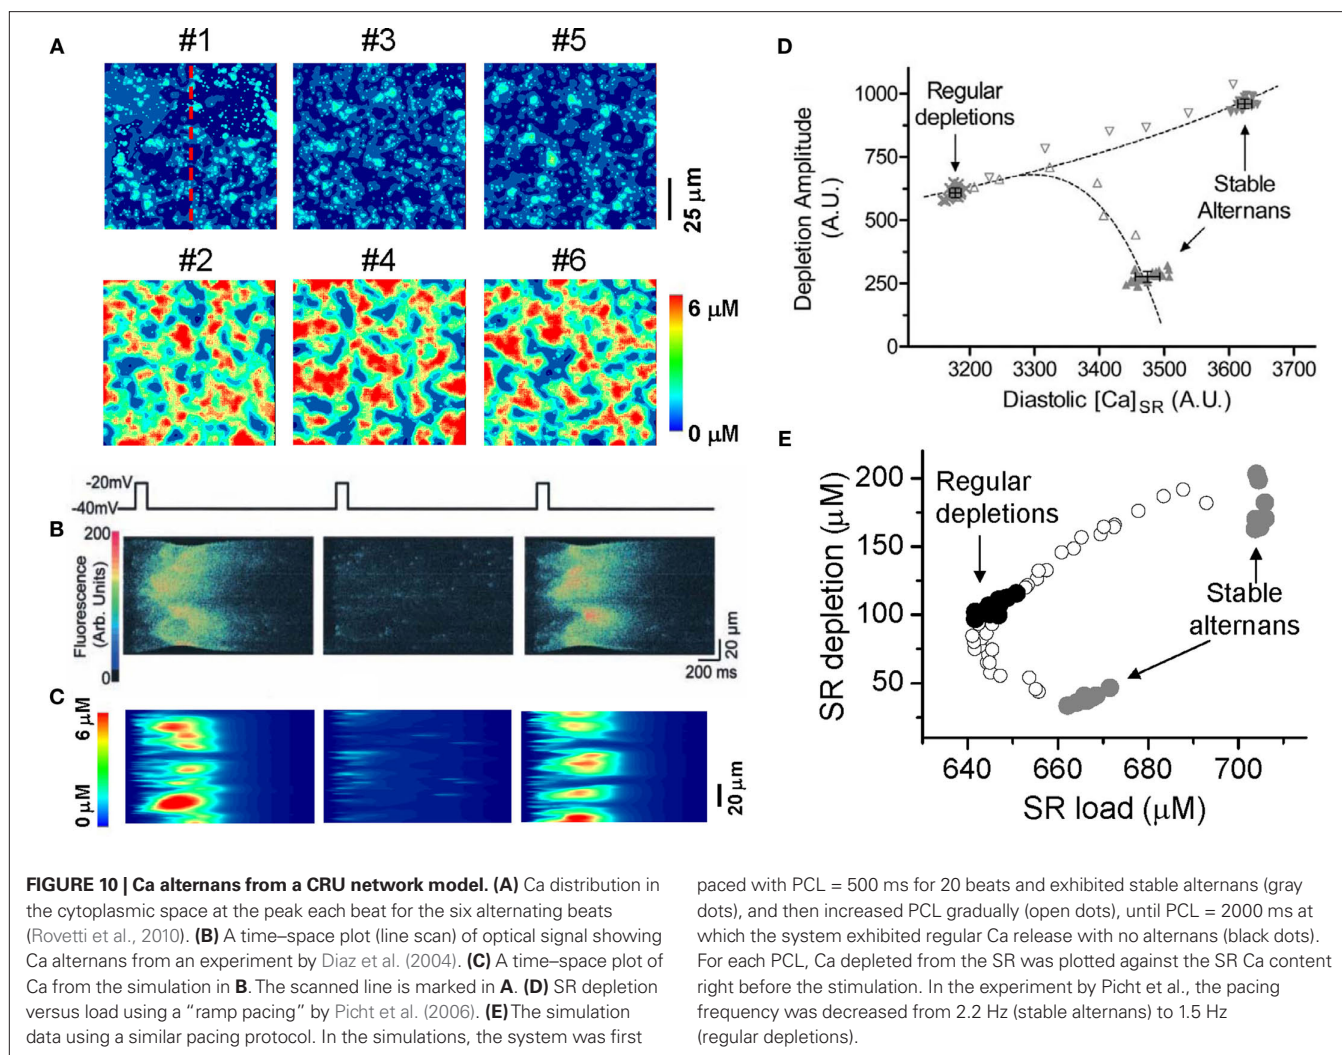 A
#1
#3
#5
25 μm
#2
#4
#6
6 μM
0 μM
-20mV
-40mV
B
200
Fluorescence
(Arb. Units)
0
20 μm
200 ms
C
6 μM
0 μM
20 μm
D
Depletion Amplitude
(A.U.)
1000
750
500
250
0
Regular
depletions
Stable
Alternans
3200
3300
3400
3500
3600
3700
Diastolic [Ca]SR (A.U.)
E
SR depletion (μM)
200
150
100
50
Regular
depletions
Stable
alternans
640
660
680
700
SR load (μM)
FIGURE 10 | Ca alternans from a CRU network model. (A) Ca distribution in
the cytoplasmic space at the peak each beat for the six alternating beats
(Rovetti et al., 2010). (B) A time–space plot (line scan) of optical signal showing
Ca alternans from an experiment by Diaz et al. (2004). (C) A time–space plot of
Ca from the simulation in B. The scanned line is marked in A. (D) SR depletion
versus load using a “ramp pacing” by Picht et al. (2006). (E) The simulation
data using a similar pacing protocol. In the simulations, the system was first
paced with PCL = 500 ms for 20 beats and exhibited stable alternans (gray
dots), and then increased PCL gradually (open dots), until PCL = 2000 ms at
which the system exhibited regular Ca release with no alternans (black dots).
For each PCL, Ca depleted from the SR was plotted against the SR Ca content
right before the stimulation. In the experiment by Picht et al., the pacing
frequency was decreased from 2.2 Hz (stable alternans) to 1.5 Hz
(regular depletions).